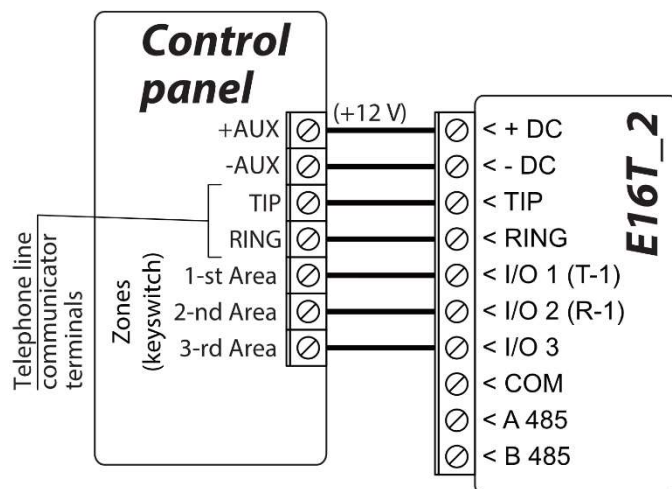 Control
panel
+AUX
-AUX
TIP
RING
1-st Area
2-nd Area
3-rd Area
Telephone line
communicator
terminals
Zones
(keyswitch)
(+12 V)
< + DC
< - DC
< TIP
< RING
< I/O 1 (T-1)
< I/O 2 (R-1)
< I/O 3
< COM
< A 485
< B 485
E16T_2